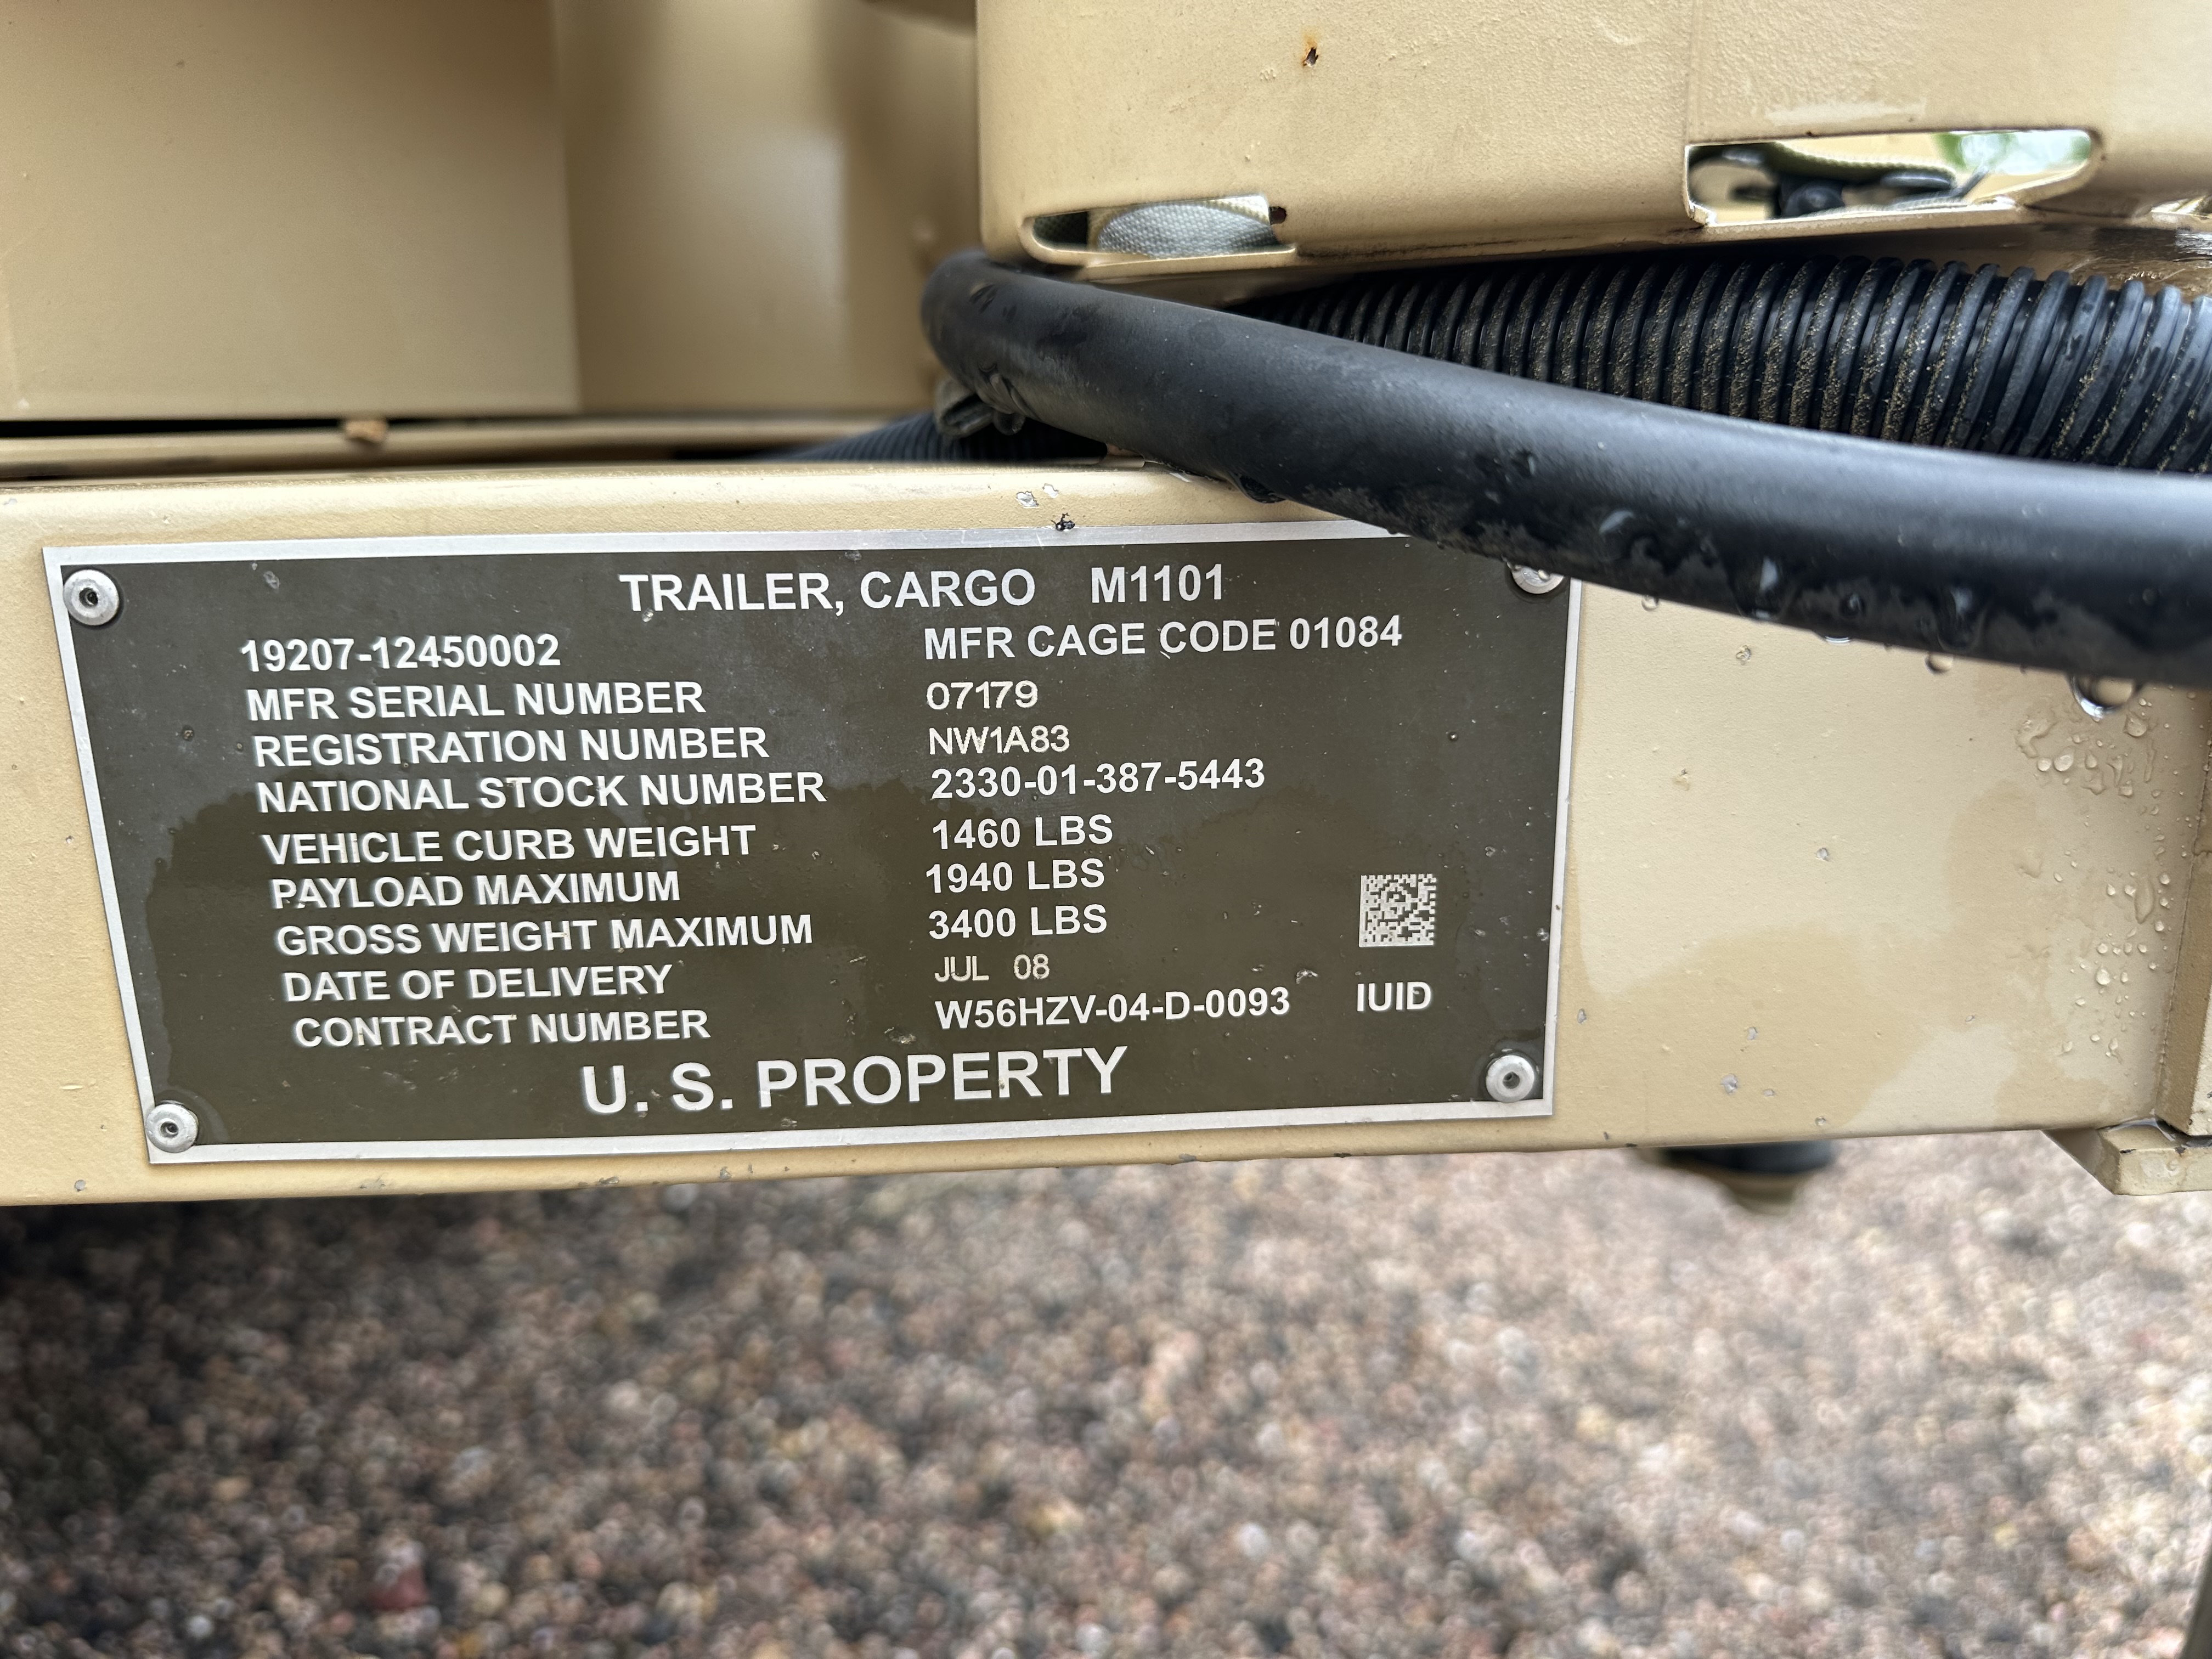 TRAILER, CARGO M1101
19207-12450002 MFR CAGE CODE 01084
MFR SERIAL NUMBER 07179
REGISTRATION NUMBER NW1A83
NATIONAL STOCK NUMBER 2330-01-387-5443
VEHICLE CURB WEIGHT 1460 LBS
PAYLOAD MAXIMUM 1940 LBS
GROSS WEIGHT MAXIMUM 3400 LBS
DATE OF DELIVERY JUL 08
CONTRACT NUMBER W56HZV-04-D-0093 IUID
U. S. PROPERTY